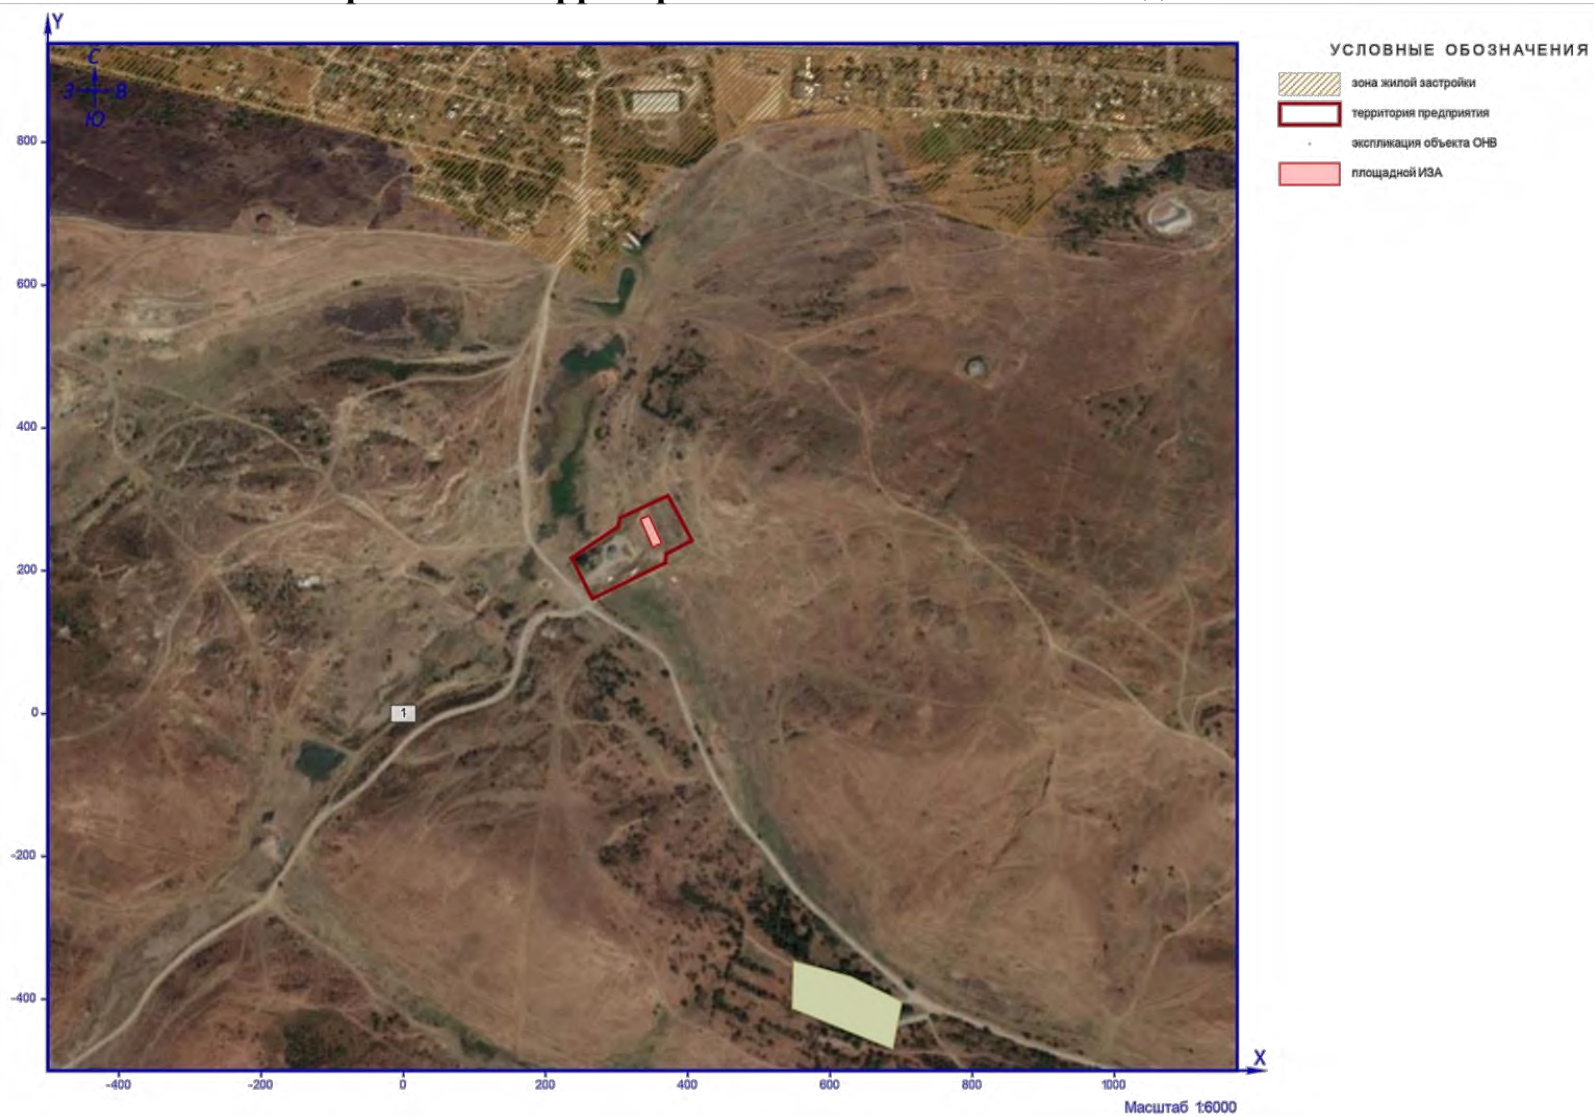 Y
С
З В
Ю
800
600
400
200
0
-200
-400
1
-400 -200 0 200 400 600 800 1000
X
Масштаб 1:6000
УСЛОВНЫЕ ОБОЗНАЧЕНИЯ
зона жилой застройки
территория предприятия
экспликация объекта ОНВ
площадной ИЗА